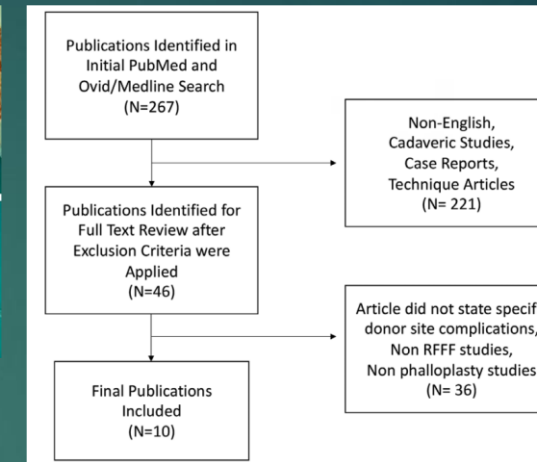 Publications Identified in
Initial PubMed and
Ovid/Medline Search
(N=267)
Non-English,
Cadaveric Studies,
Case Reports,
Technique Articles
(N= 221)
Publications Identified for
Full Text Review after
Exclusion Criteria were
Applied
(N=46)
Article did not state specif
donor site complications,
Non RFFF studies,
Non phalloplasty studies
(N= 36)
Final Publications
Included
(N=10)